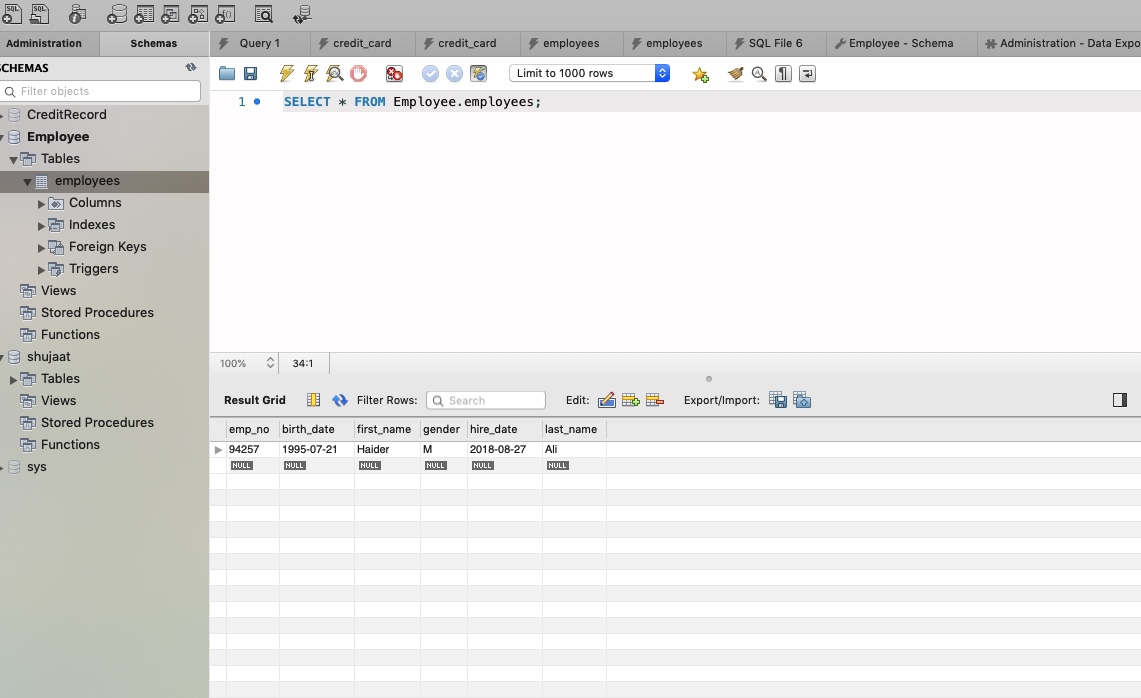 SQL SQL
Administration Schemas Query 1 credit_card credit_card employees employees SQL File 6 Employee - Schema Administration - Data Expo
SCHEMAS
Filter objects
Limit to 1000 rows
1 SELECT * FROM Employee.employees;
CreditRecord
Employee
Tables
employees
Columns
Indexes
Foreign Keys
Triggers
Views
Stored Procedures
Functions
shujaat
Tables
Views
Stored Procedures
Functions
sys
100% 34:1
Result Grid Filter Rows: Search Edit: Export/Import:
emp_no birth_date first_name gender hire_date last_name
94257 1995-07-21 Haider M 2018-08-27 Ali
NULL NULL NULL NULL NULL NULL